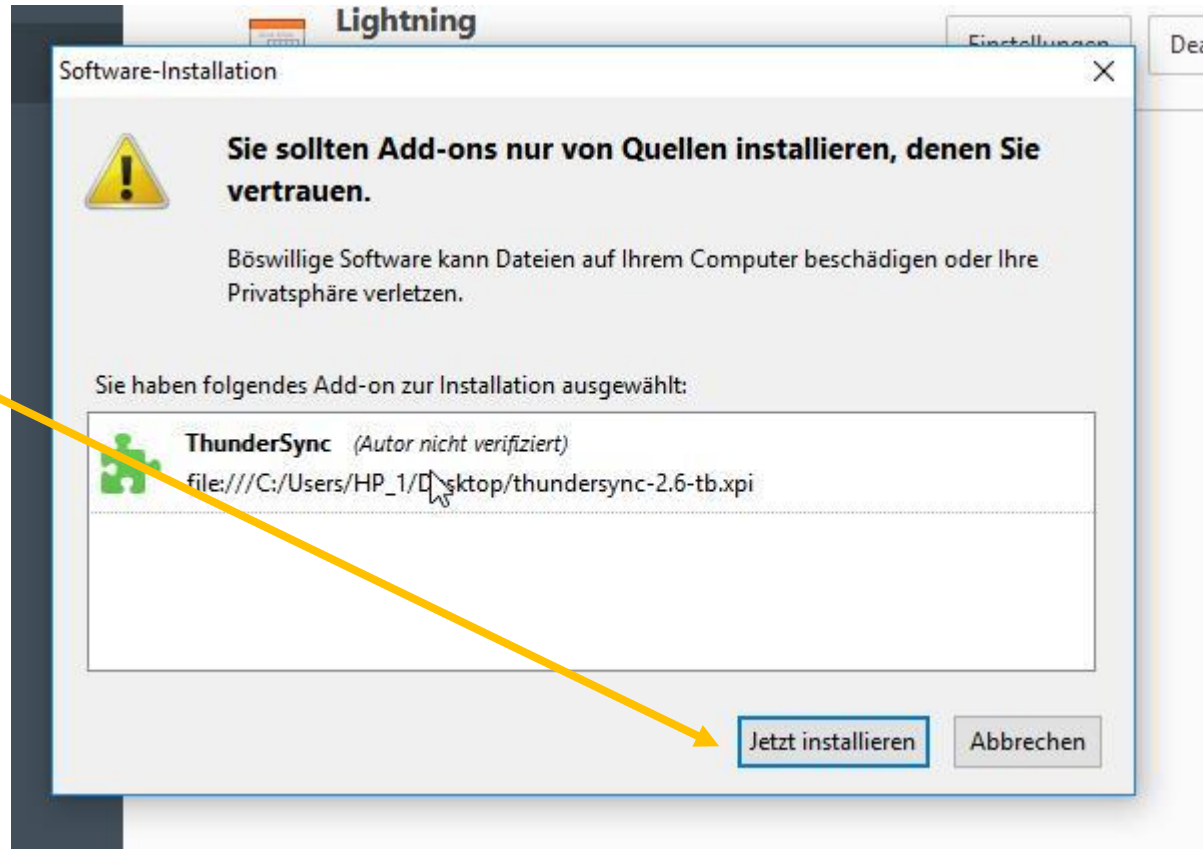 Lightning
Einstellungen
Software-Installation
Sie sollten Add-ons nur von Quellen installieren, denen Sie
vertrauen.
Böswillige Software kann Dateien auf Ihrem Computer beschädigen oder Ihre
Privatsphäre verletzen.
Sie haben folgendes Add-on zur Installation ausgewählt:
ThunderSync (Autor nicht verifiziert)
file:///C:/Users/HP_1/Desktop/thundersync-2.6-tb.xpi
Jetzt installieren Abbrechen